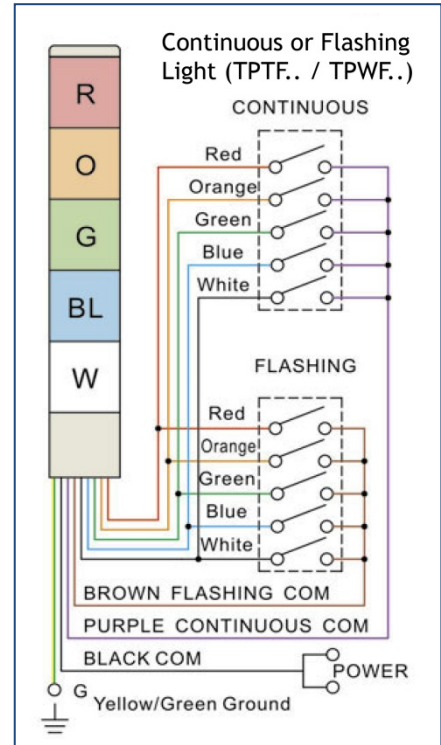 Continuous or Flashing
Light (TPTF.. / TPWF..)
CONTINUOUS
R
O
G
BL
W
Red
Orange
Green
Blue
White
FLASHING
Red
Orange
Green
Blue
White
BROWN FLASHING COM
PURPLE CONTINUOUS COM
BLACK COM
POWER
G
Yellow/Green Ground